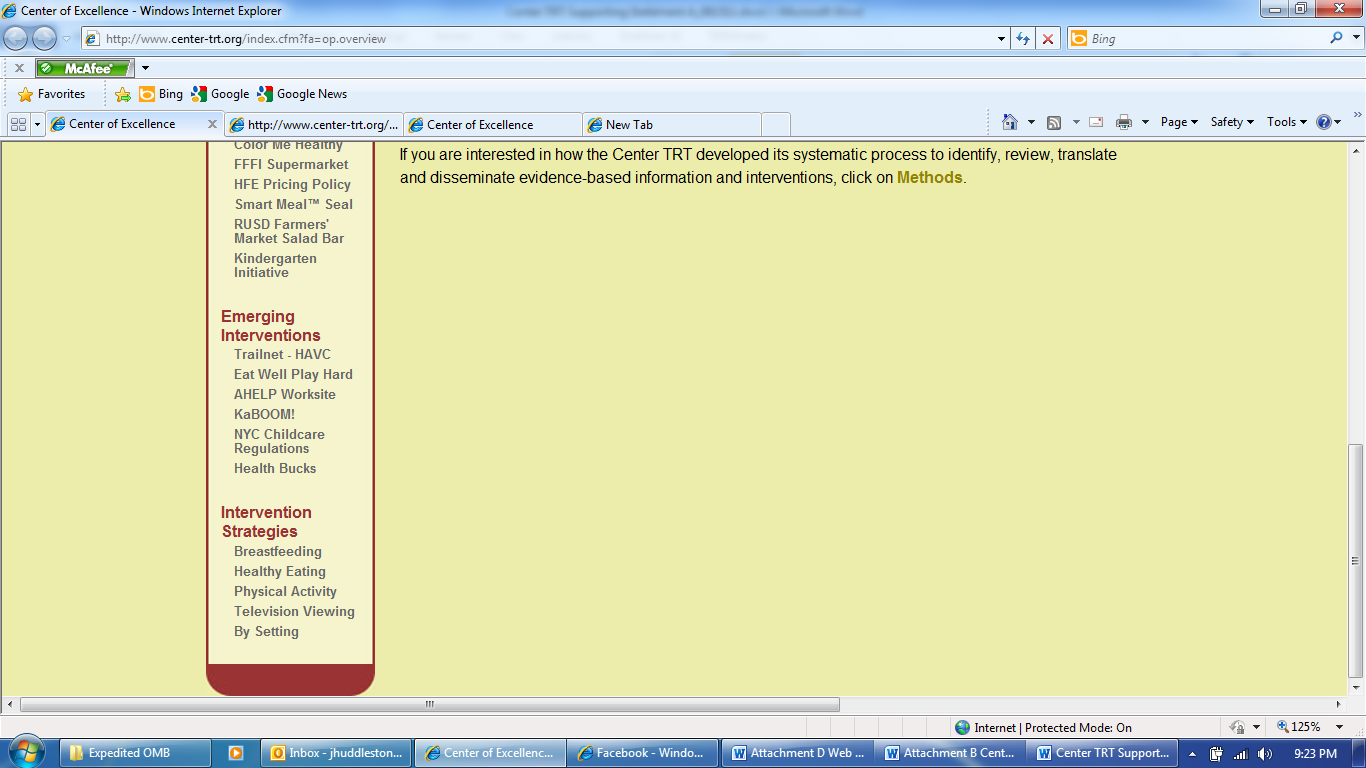 Center of Excellence - Windows Internet Explorer
http://www.center-trt.org/index.cfm?fa=op.overview
Bing
McAfee
Favorites
Bing
Google
Google News
Center of Excellence
http://www.center-trt.org/...
Center of Excellence
New Tab
Page
Safety
Tools
Color Me Healthy
FFFI Supermarket
HFE Pricing Policy
Smart Meal™ Seal
RUSD Farmers'
Market Salad Bar
Kindergarten
Initiative
Emerging
Interventions
Trailnet - HAVC
Eat Well Play Hard
AHELP Worksite
KaBOOM!
NYC Childcare
Regulations
Health Bucks
Intervention
Strategies
Breastfeeding
Healthy Eating
Physical Activity
Television Viewing
By Setting
If you are interested in how the Center TRT developed its systematic process to identify, review, translate
and disseminate evidence-based information and interventions, click on Methods.
Internet | Protected Mode: On
125%
Expedited OMB
Inbox - jhuddleston...
Center of Excellenc...
Facebook - Windo...
Attachment D Web ...
Attachment B Cent...
Center TRT Support...
9:23 PM